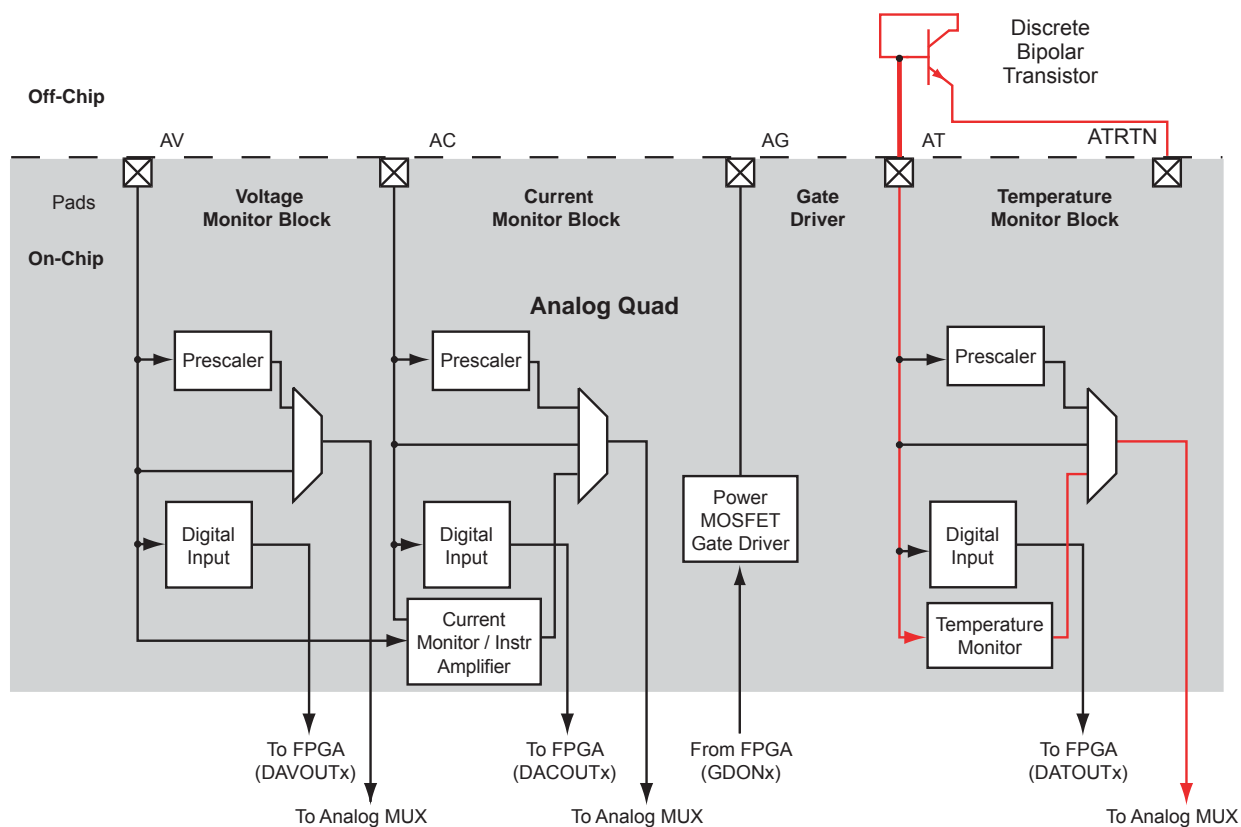 Discrete
Bipolar
Transistor
Off-Chip
AV
AC
AG
AT
ATRTN
Pads
Voltage
Monitor Block
Current
Monitor Block
Gate
Driver
Temperature
Monitor Block
On-Chip
Analog Quad
Prescaler
Prescaler
Prescaler
Power
MOSFET
Gate Driver
Digital
Input
Digital
Input
Digital
Input
Current
Monitor / Instr
Amplifier
Temperature
Monitor
To FPGA
(DAVOUTx)
To FPGA
(DACOUTx)
From FPGA
(GDONx)
To FPGA
(DATOUTx)
To Analog MUX
To Analog MUX
To Analog MUX